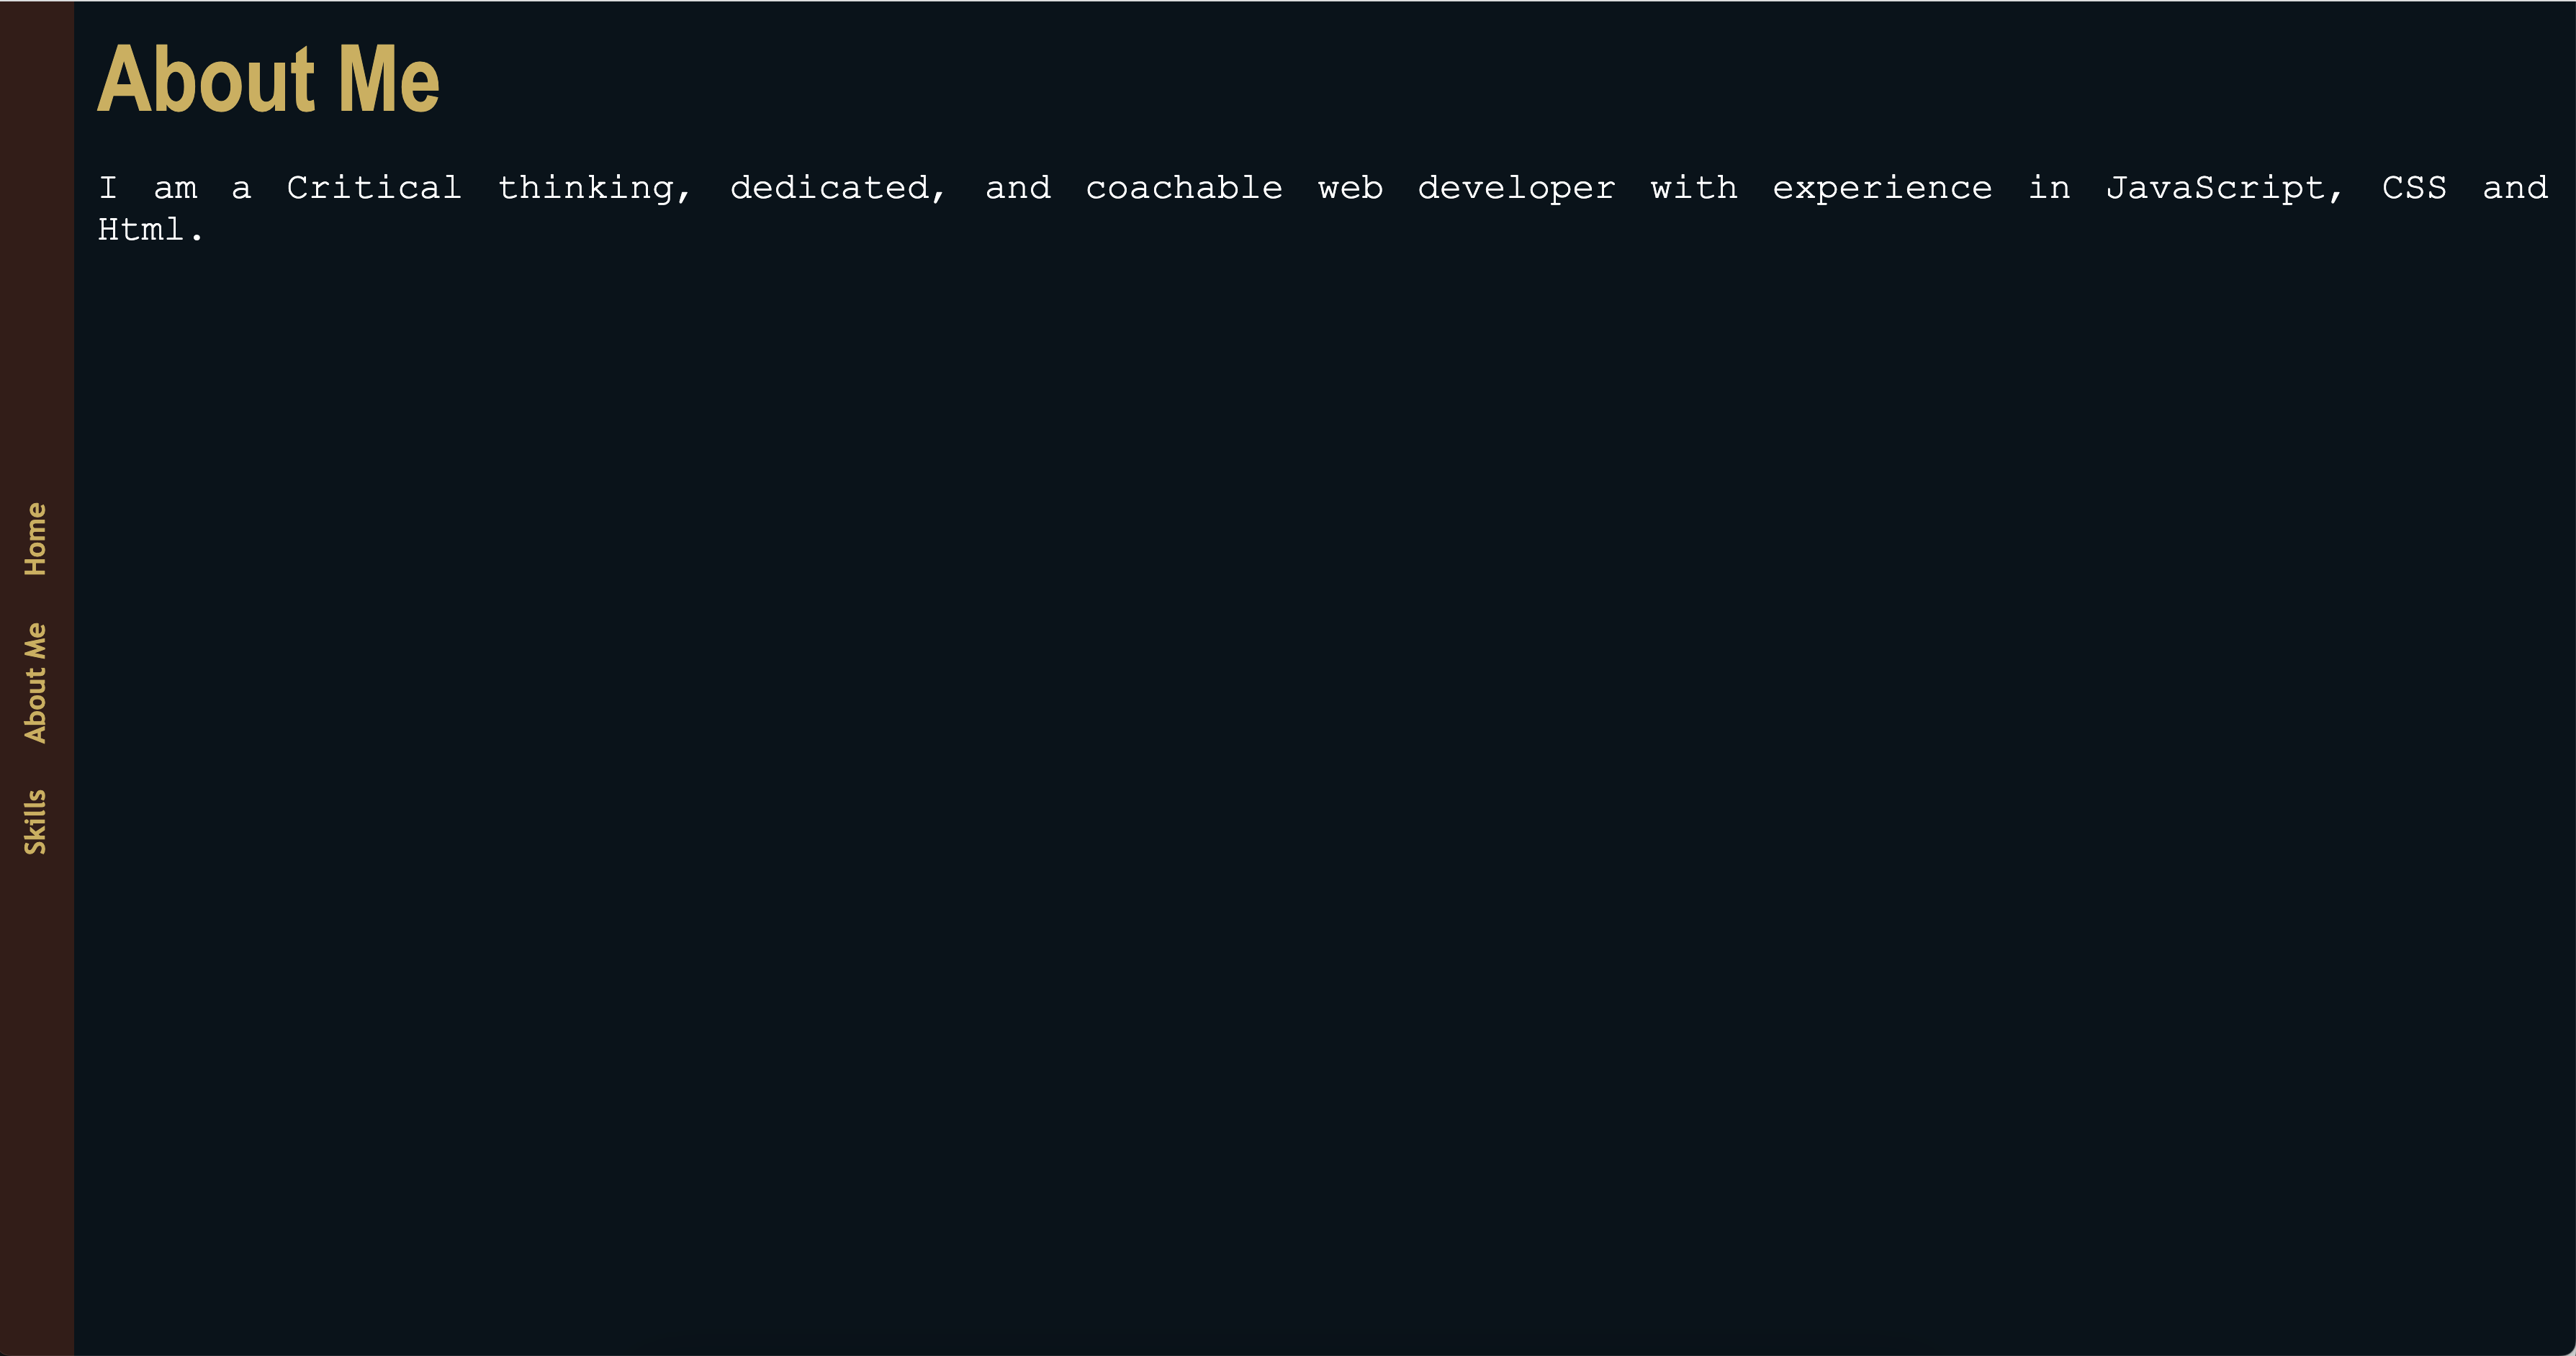 About Me
I am a Critical thinking, dedicated, and coachable web developer with experience in JavaScript, CSS and
Html.
Home
About Me
Skills